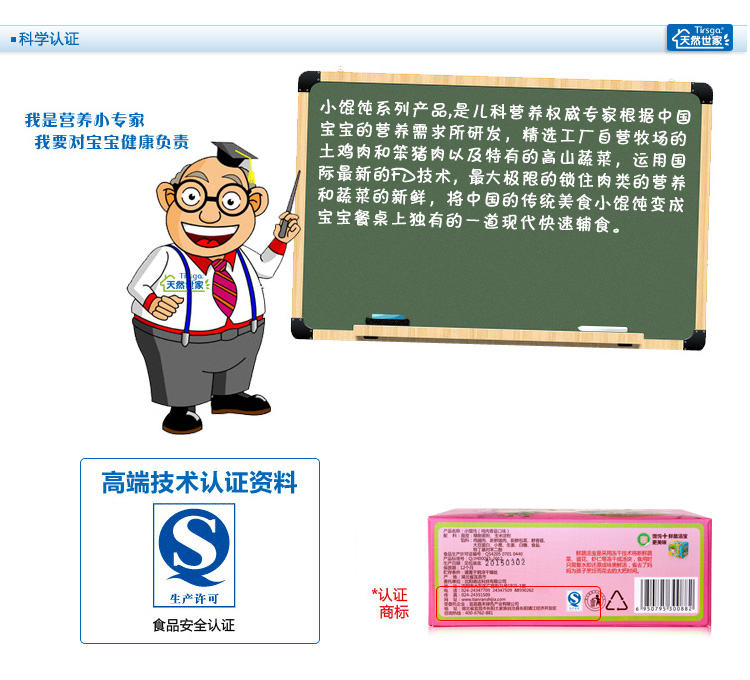 科学认证
Tirsga
天然世家
我是营养小专家
我要对宝宝健康负责
小馄饨系列产品,是儿科营养权威专家根据中国
宝宝的营养需求所研发，精选工厂自营牧场的
土鸡肉和笨猪肉以及特有的高山蔬菜，运用国
际最新的FD技术，最大极限的锁住肉类的营养
和蔬菜的新鲜，将中国的传统美食小馄饨变成
宝宝餐桌上独有的一道现代快速辅食。
Tirsga
天然世家
高端技术认证资料
S
生产许可
食品安全认证
*认证
商标
20150302
6950795300882